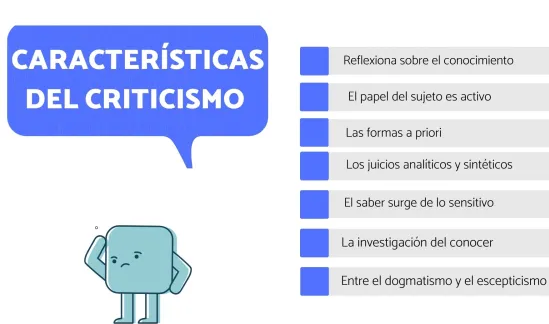 CARACTERÍSTICAS
DEL CRITICISMO
Reflexiona sobre el conocimiento
El papel del sujeto es activo
Las formas a priori
Los juicios analíticos y sintéticos
El saber surge de lo sensitivo
La investigación del conocer
Entre el dogmatismo y el escepticismo